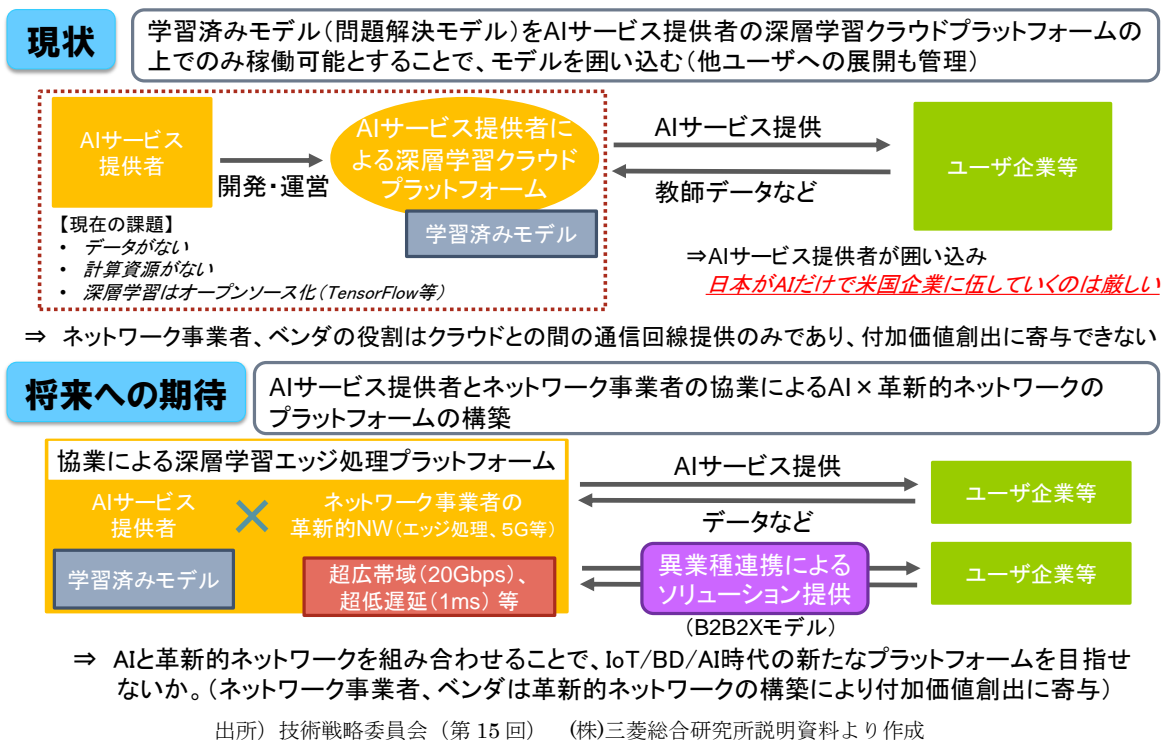 現状
学習済みモデル（問題解決モデル）をAIサービス提供者の深層学習クラウドプラットフォームの
上でのみ稼働可能とすることで、モデルを囲い込む（他ユーザへの展開も管理）
AIサービス
提供者
開発・運営
AIサービス提供者に
よる深層学習クラウド
プラットフォーム
学習済みモデル
AIサービス提供
教師データなど
ユーザ企業等
【現在の課題】
• データがない
• 計算資源がない
• 深層学習はオープンソース化（TensorFlow等）
⇒AIサービス提供者が囲い込み
日本がAIだけで米国企業に伍していくのは厳しい
⇒ ネットワーク事業者、ベンダの役割はクラウドとの間の通信回線提供のみであり、付加価値創出に寄与できない
将来への期待
AIサービス提供者とネットワーク事業者の協業によるAI×革新的ネットワークの
プラットフォームの構築
協業による深層学習エッジ処理プラットフォーム
AIサービス
提供者
×
ネットワーク事業者の
革新的NW（エッジ処理、5G等）
学習済みモデル
超広帯域（20Gbps）、
超低遅延（1ms） 等
AIサービス提供
データなど
ユーザ企業等
異業種連携による
ソリューション提供
（B2B2Xモデル）
ユーザ企業等
⇒ AIと革新的ネットワークを組み合わせることで、IoT/BD/AI時代の新たなプラットフォームを目指せ
ないか。（ネットワーク事業者、ベンダは革新的ネットワークの構築により付加価値創出に寄与）
出所）技術戦略委員会（第 15 回） (株)三菱総合研究所説明資料より作成